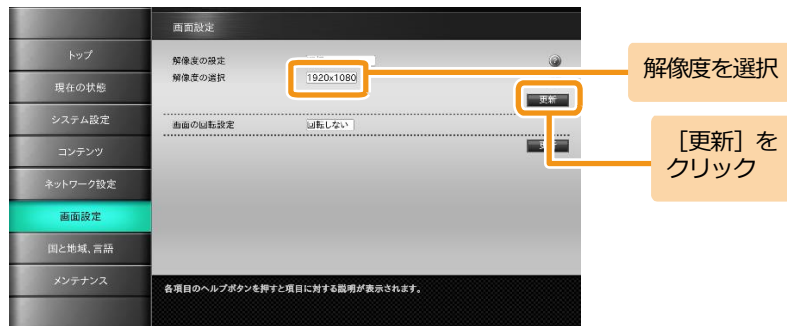 画面設定
トップ
現在の状態
システム設定
コンテンツ
ネットワーク設定
画面設定
国と地域、言語
メンテナンス
解像度の設定
解像度の選択 1920x1080
更新
画面の回転設定 回転しない
各項目のヘルプボタンを押すと項目に対する説明が表示されます。
解像度を選択
［更新］を
クリック